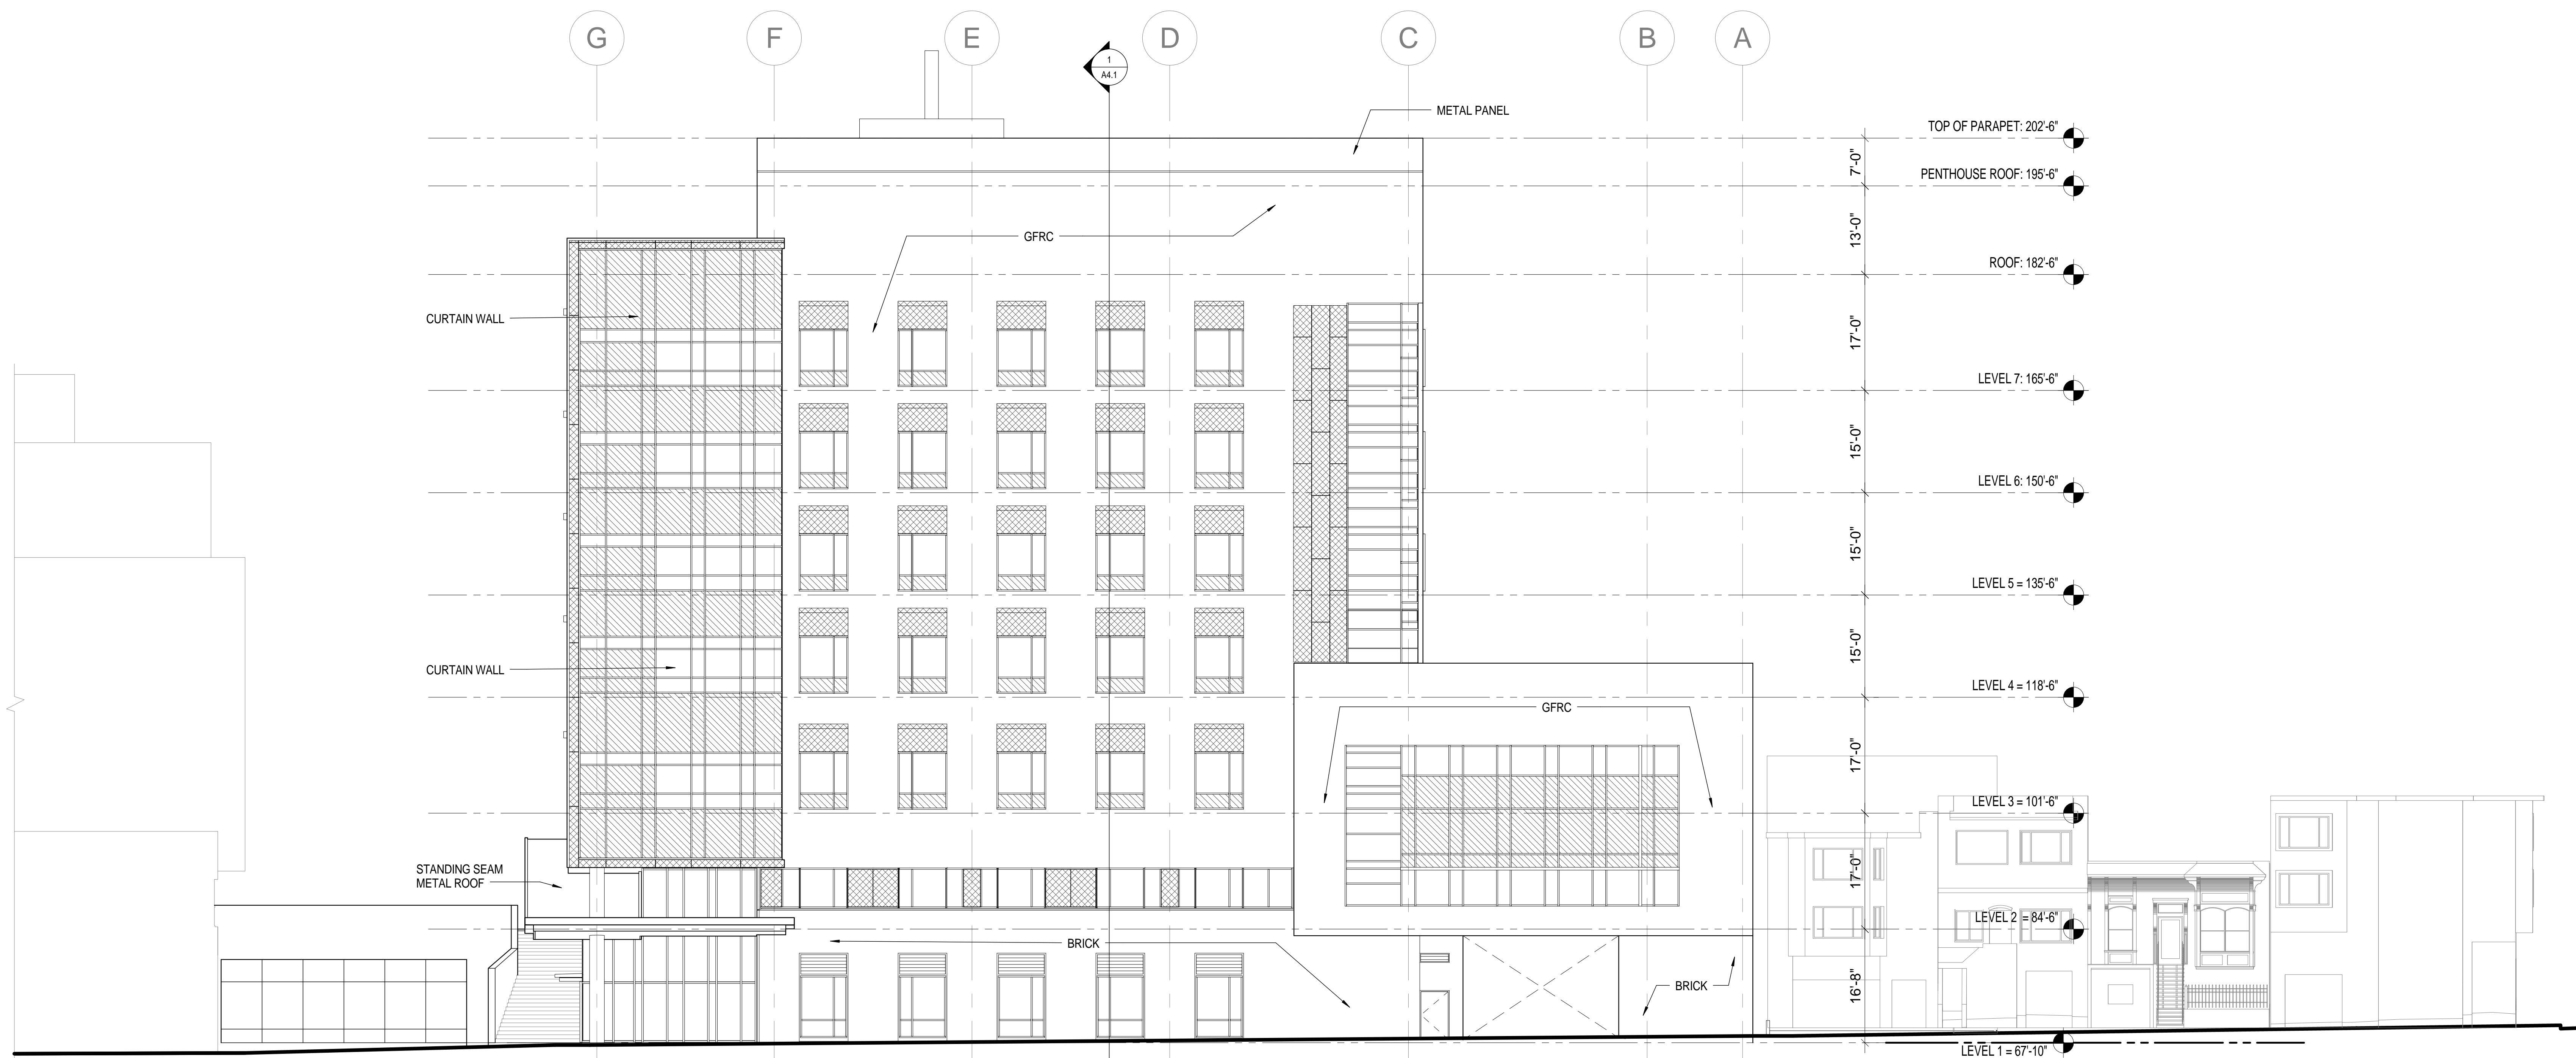 G
F
E
D
C
B
A
1
A4.1
METAL PANEL
TOP OF PARAPET: 202'-6"
7'-0"
PENTHOUSE ROOF: 195'-6"
GFRC
13'-0"
ROOF: 182'-6"
CURTAIN WALL
17'-0"
LEVEL 7: 165'-6"
15'-0"
LEVEL 6: 150'-6"
15'-0"
LEVEL 5 = 135'-6"
15'-0"
CURTAIN WALL
LEVEL 4 = 118'-6"
GFRC
17'-0"
LEVEL 3 = 101'-6"
STANDING SEAM
METAL ROOF
17'-0"
LEVEL 2 = 84'-6"
BRICK
BRICK
16'-8"
LEVEL 1 = 67'-10"